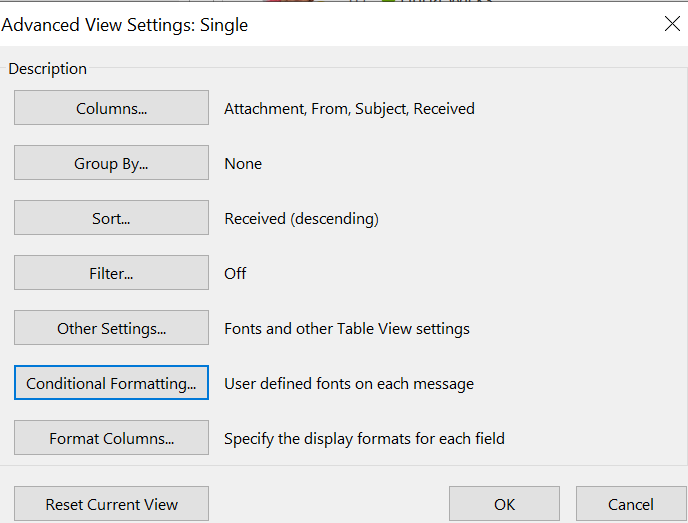 Advanced View Settings: Single
Description
Columns... Attachment, From, Subject, Received
Group By... None
Sort... Received (descending)
Filter... Off
Other Settings... Fonts and other Table View settings
Conditional Formatting... User defined fonts on each message
Format Columns... Specify the display formats for each field
Reset Current View OK Cancel